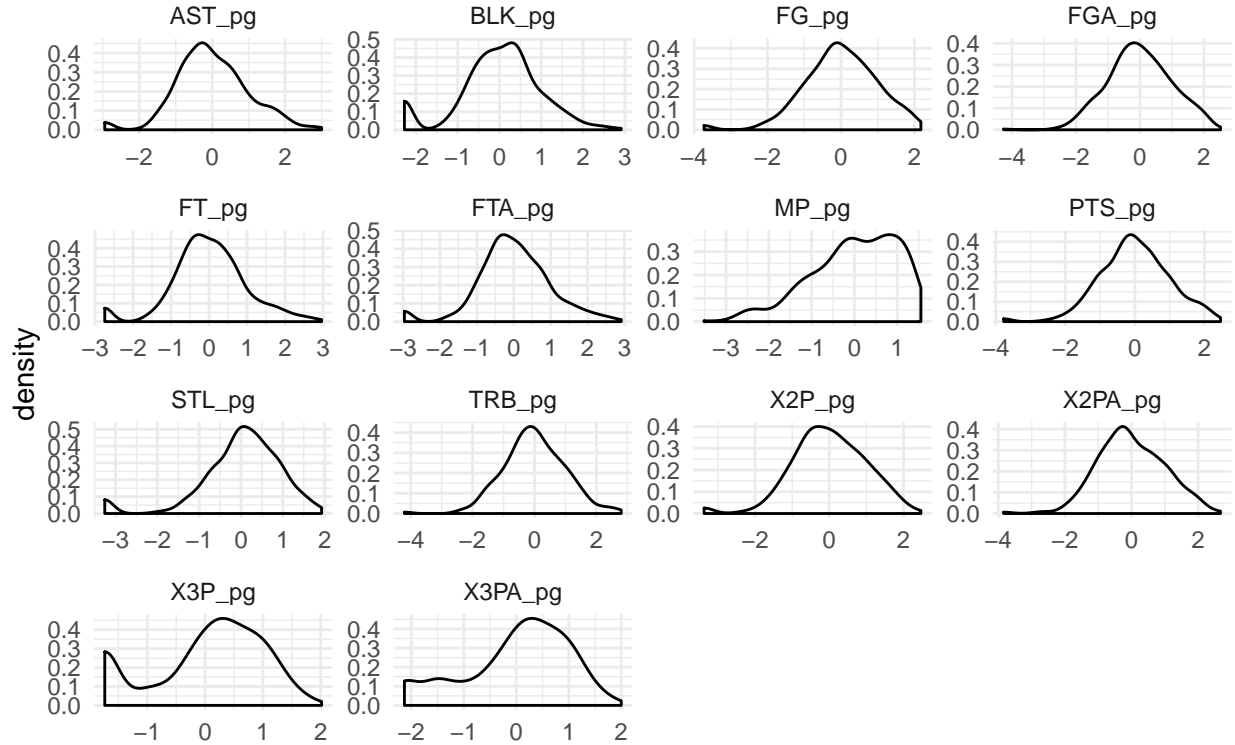 AST_pg BLK_pg FG_pg FGA_pg
0.4 0.3 0.2 0.1 0.0
0.5 0.4 0.3 0.2 0.1 0.0
0.4 0.3 0.2 0.1 0.0
0.4 0.3 0.2 0.1 0.0
−2 0 2
−2 −1 0 1 2 3
−4 −2 0 2
−4 −2 0 2
FT_pg FTA_pg MP_pg PTS_pg
0.4 0.3 0.2 0.1 0.0
0.5 0.4 0.3 0.2 0.1 0.0
0.3 0.2 0.1 0.0
0.4 0.3 0.2 0.1 0.0
−3 −2 −1 0 1 2 3
−3 −2 −1 0 1 2 3
−3 −2 −1 0 1
−4 −2 0 2
density
STL_pg TRB_pg X2P_pg X2PA_pg
0.5 0.4 0.3 0.2 0.1 0.0
0.4 0.3 0.2 0.1 0.0
0.4 0.3 0.2 0.1 0.0
0.4 0.3 0.2 0.1 0.0
−3 −2 −1 0 1 2
−4 −2 0 2
−2 0 2
−4 −2 0 2
X3P_pg X3PA_pg
0.4 0.3 0.2 0.1 0.0
0.4 0.3 0.2 0.1 0.0
−1 0 1 2
−2 −1 0 1 2